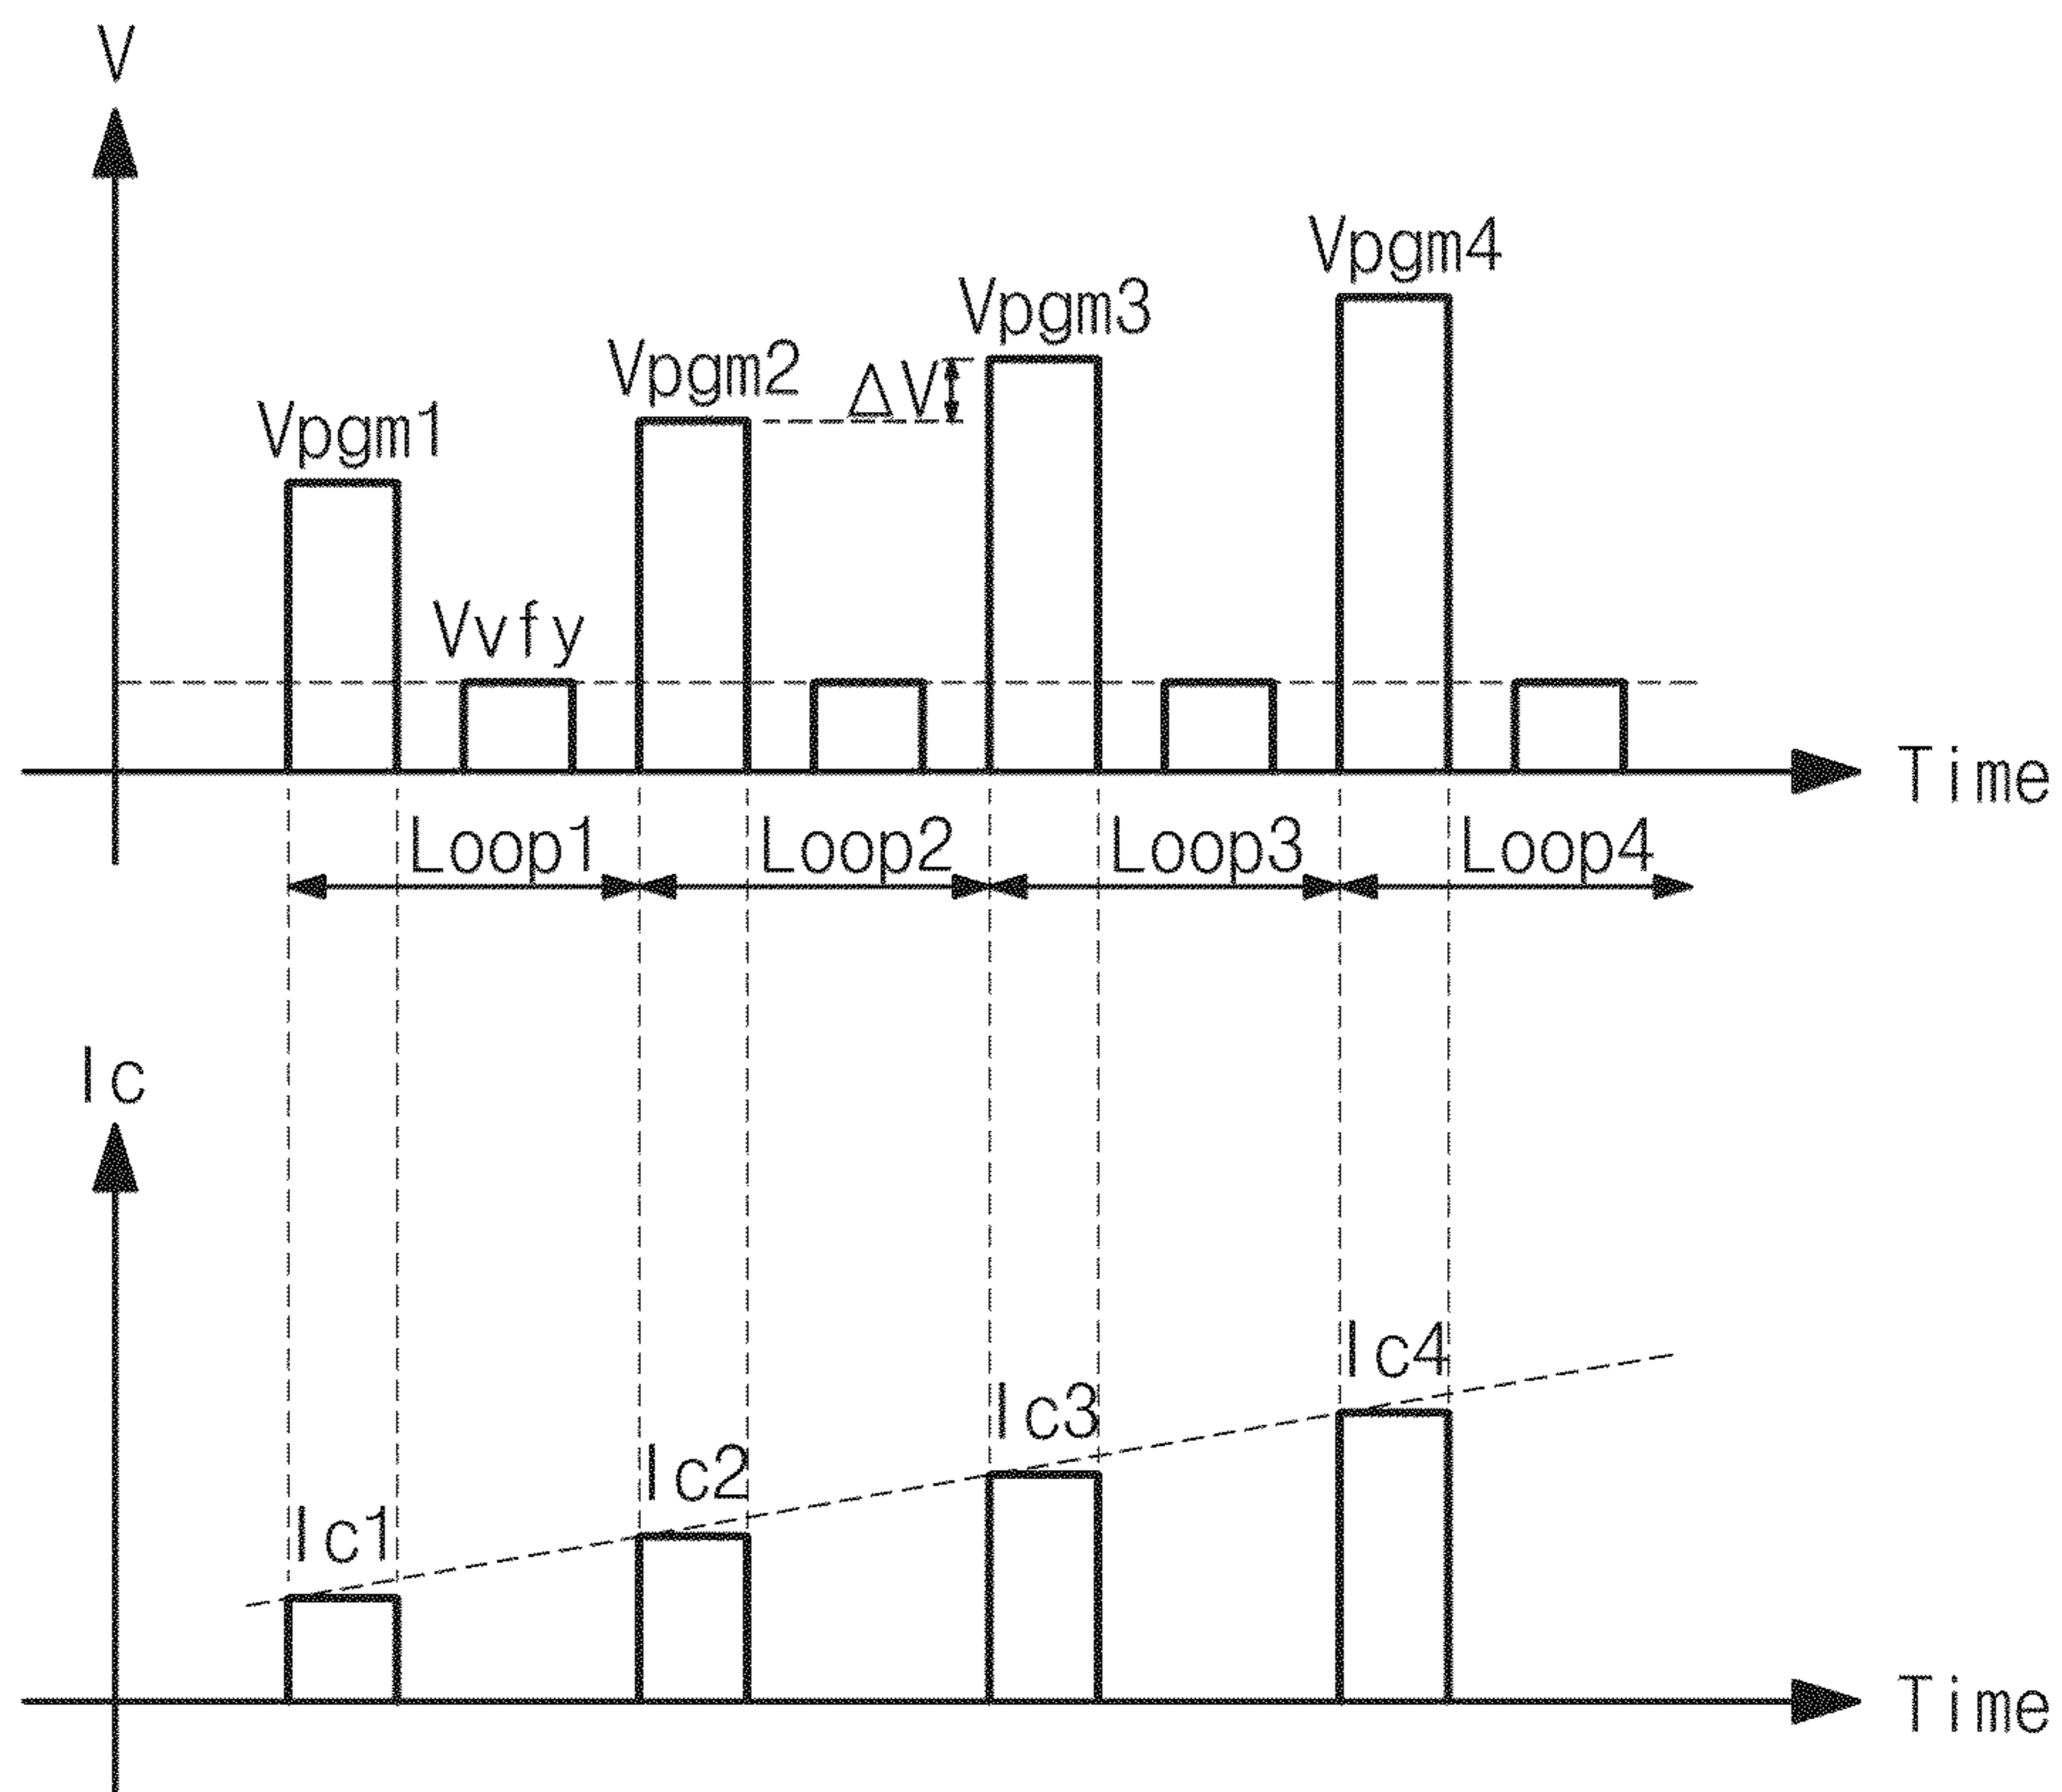 V
Vpgm4
Vpgm3
Vpgm2
ΔV
Vpgm1
Vvfy
Time
Loop1
Loop2
Loop3
Loop4
Ic
Ic4
Ic3
Ic2
Ic1
Time